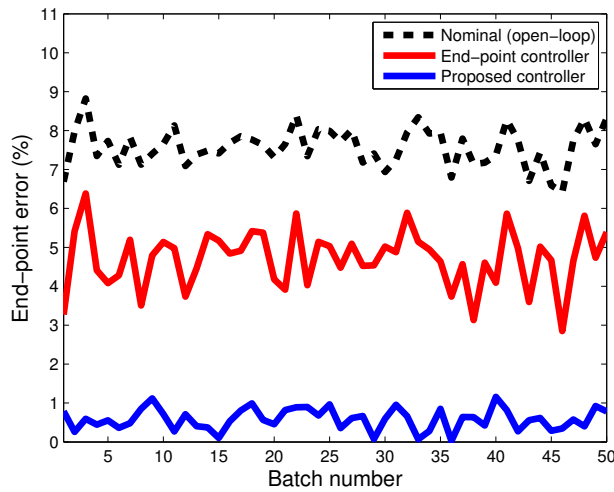 11
10
9
8
7
6
5
4
3
2
1
0
End-point error (%)
Nominal (open-loop)
End-point controller
Proposed controller
5 10 15 20 25 30 35 40 45 50
Batch number